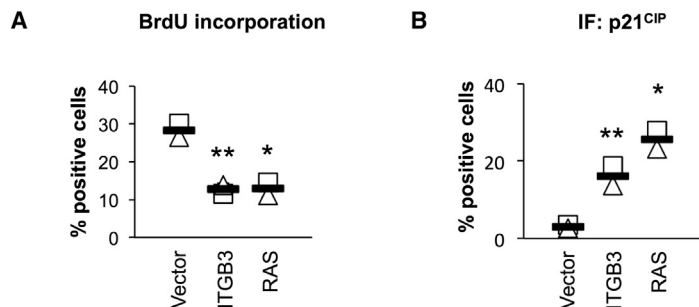 A
BrdU incorporation
% positive cells
40
30
20
10
0
**
*
Vector
ITGB3
RAS
B
IF: p21CIP
% positive cells
40
20
0
**
*
Vector
ITGB3
RAS